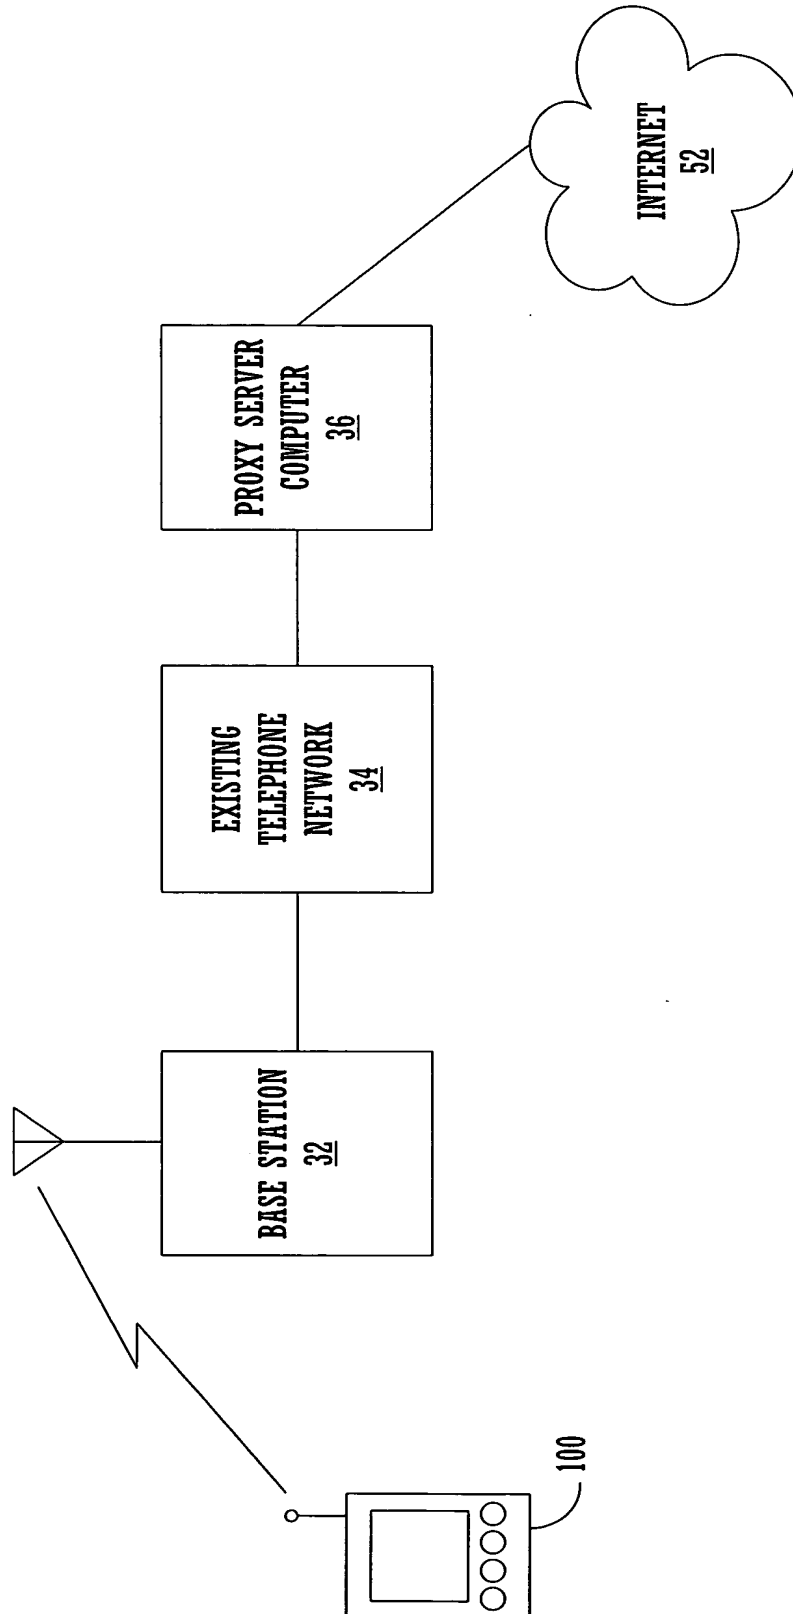 100
BASE STATION
32
EXISTING
TELEPHONE
NETWORK
34
PROXY SERVER
COMPUTER
36
INTERNET
52